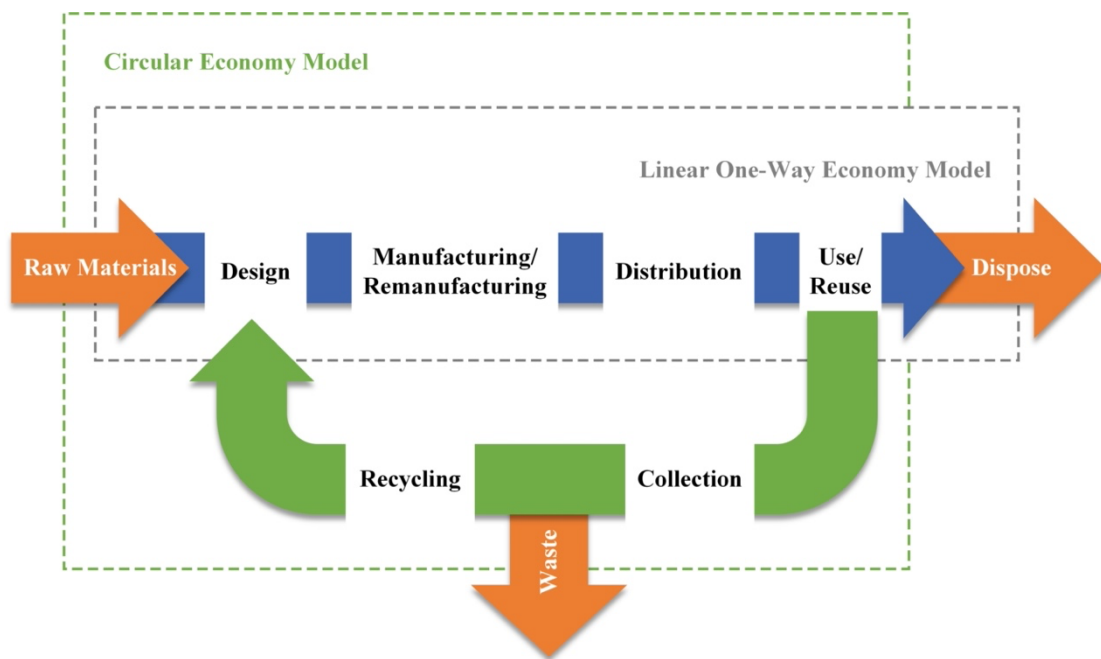 Circular Economy Model
Linear One-Way Economy Model
Raw Materials
Design
Manufacturing/
Remanufacturing
Distribution
Use/
Reuse
Dispose
Recycling
Collection
Waste